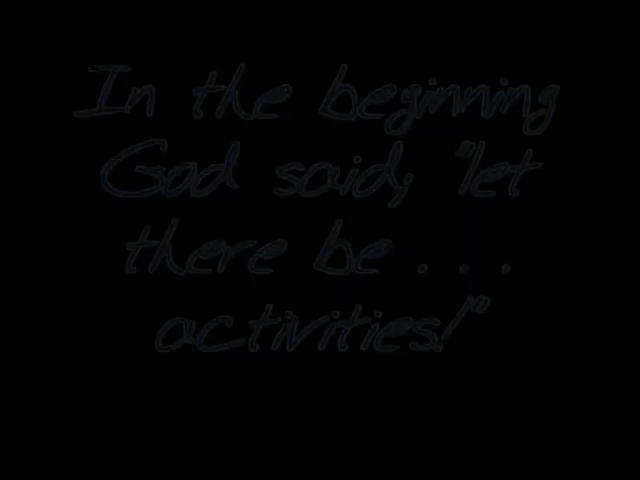 In the beginning
God said; "let
there be . . .
activities!"